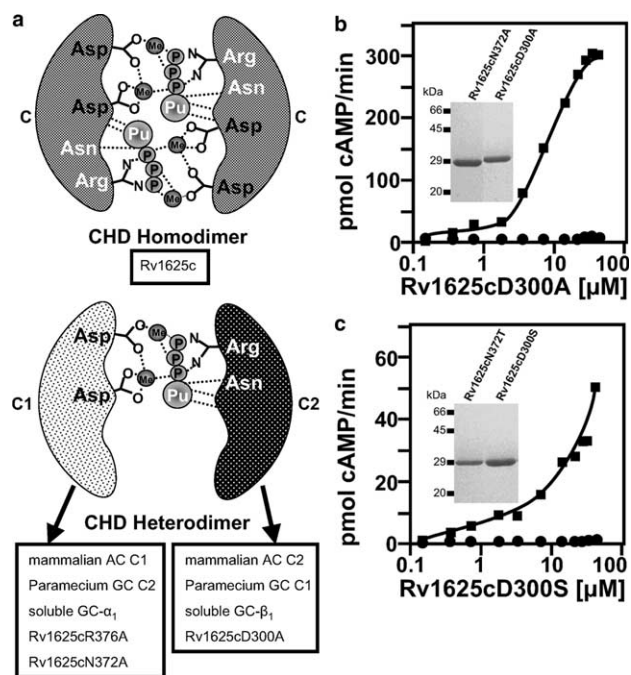 a
Asp
Me
P
P
P
N
N
Arg
Me
Asn
C
Asp
Pu
Asp
C
Asn
Pu
P
Me
Arg
N
N
P
P
Me
Asp
CHD Homodimer
Rv1625c
Asp
Me
P
P
P
N
N
Arg
C1
Asp
Me
Pu
Asn
C2
CHD Heterodimer
mammalian AC C1
Paramecium GC C2
soluble GC-α₁
Rv1625cR376A
Rv1625cN372A
mammalian AC C2
Paramecium GC C1
soluble GC-β₁
Rv1625cD300A
b
pmol cAMP/min
300
200
100
0
kDa
66
45
29
20
Rv1625cN372A
Rv1625cD300A
0.1
1
10
100
Rv1625cD300A [µM]
c
pmol cAMP/min
60
40
20
0
kDa
66
45
29
20
Rv1625cN372T
Rv1625cD300S
0.1
1
10
100
Rv1625cD300S [µM]